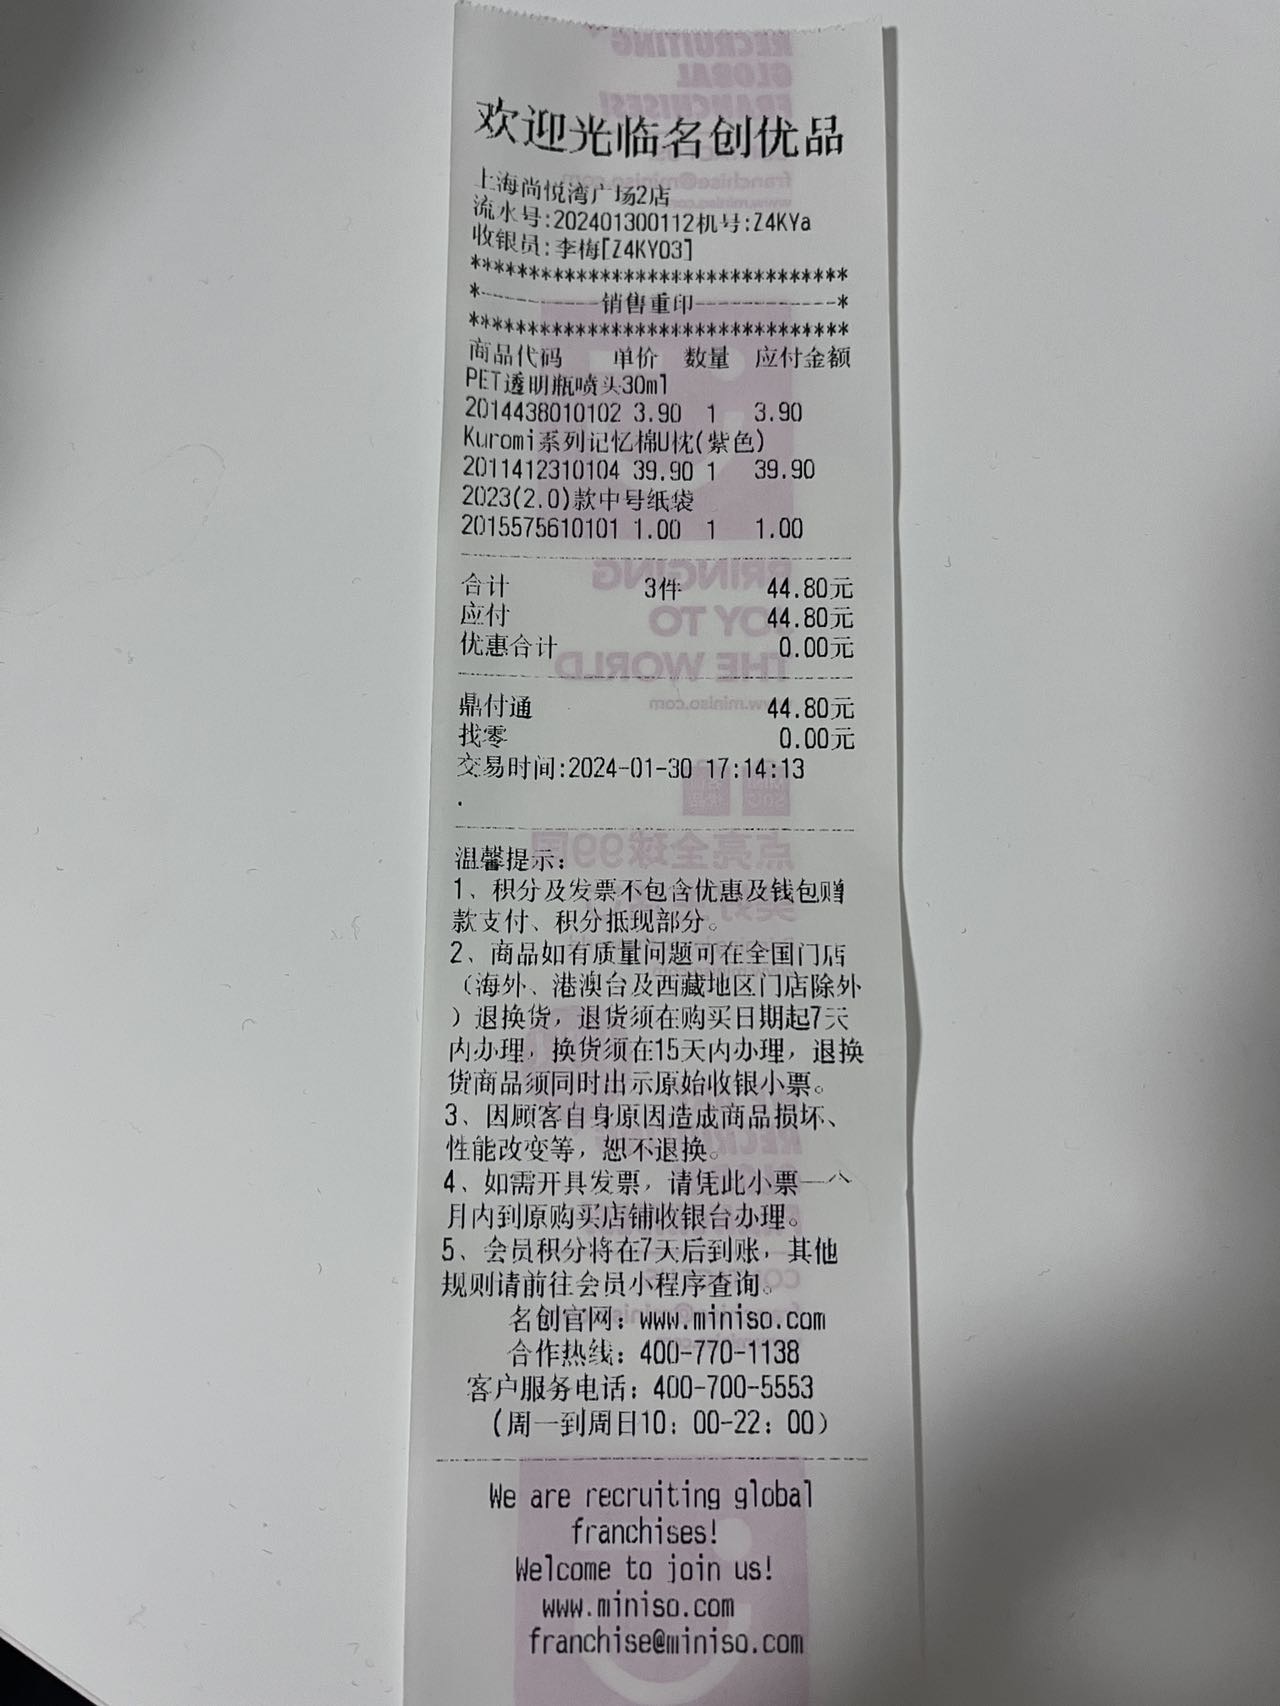 欢迎光临名创优品
上海尚悦湾广场2店
流水号:202401300112机号:Z4KYa
收银员:李梅[Z4KY03]
********************************
*------------销售重印------------*
********************************
商品代码 单价 数量 应付金额
PET透明瓶喷头30ml
2014438010102 3.90 1 3.90
Kuromi系列记忆棉U枕(紫色)
2011412310104 39.90 1 39.90
2023(2.0)款中号纸袋
2015575610101 1.00 1 1.00
合计 3件 44.80元
应付 44.80元
优惠合计 0.00元
鼎付通 44.80元
找零 0.00元
交易时间:2024-01-30 17:14:13
.
温馨提示:
1、积分及发票不包含优惠及钱包赠
款支付、积分抵现部分。
2、商品如有质量问题可在全国门店
（海外、港澳台及西藏地区门店除外
）退换货，退货须在购买日期起7天
内办理，换货须在15天内办理，退换
货商品须同时出示原始收银小票。
3、因顾客自身原因造成商品损坏、
性能改变等，恕不退换。
4、如需开具发票，请凭此小票一个
月内到原购买店铺收银台办理。
5、会员积分将在7天后到账，其他
规则请前往会员小程序查询。
名创官网：www.miniso.com
合作热线：400-770-1138
客户服务电话：400-700-5553
(周一到周日10：00-22：00)
We are recruiting global
franchises!
Welcome to join us!
www.miniso.com
franchise@miniso.com